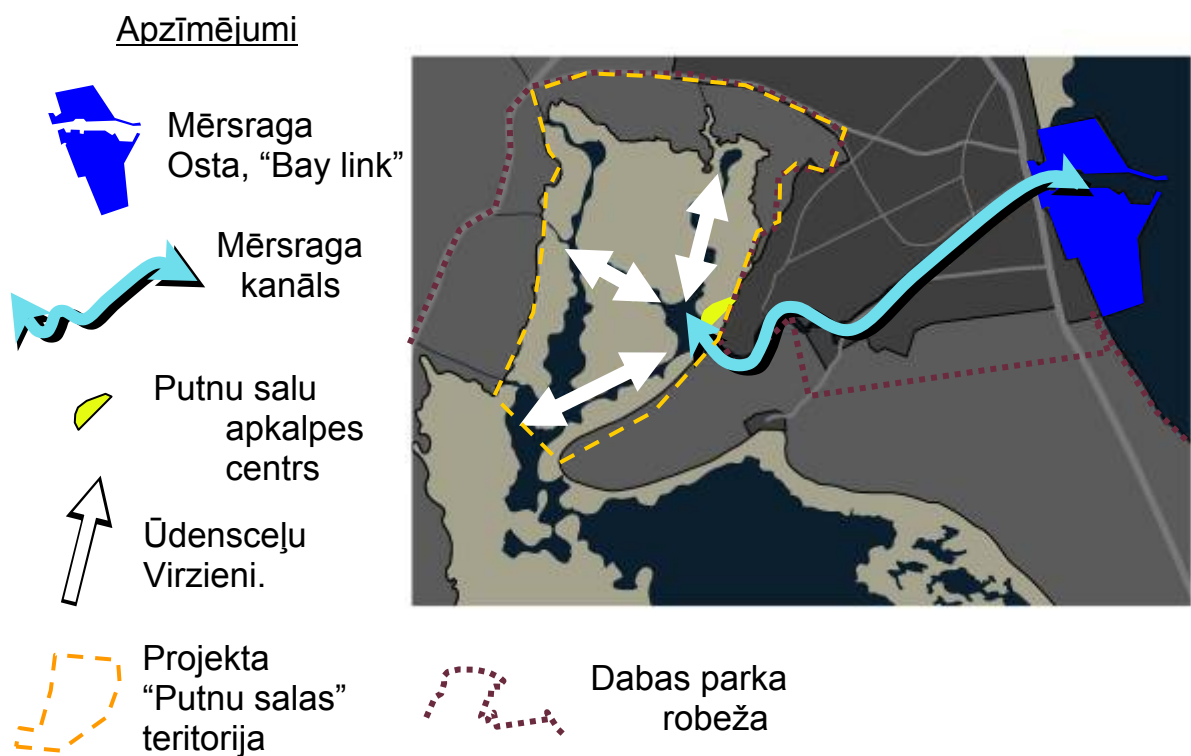 Apzīmējumi
Mērsraga
Osta, “Bay link”
Mērsraga
kanāls
Putnu salu
apkalpes
centrs
Ūdensceļu
Virzieni.
Projekta
“Putnu salas”
teritorija
Dabas parka
robeža